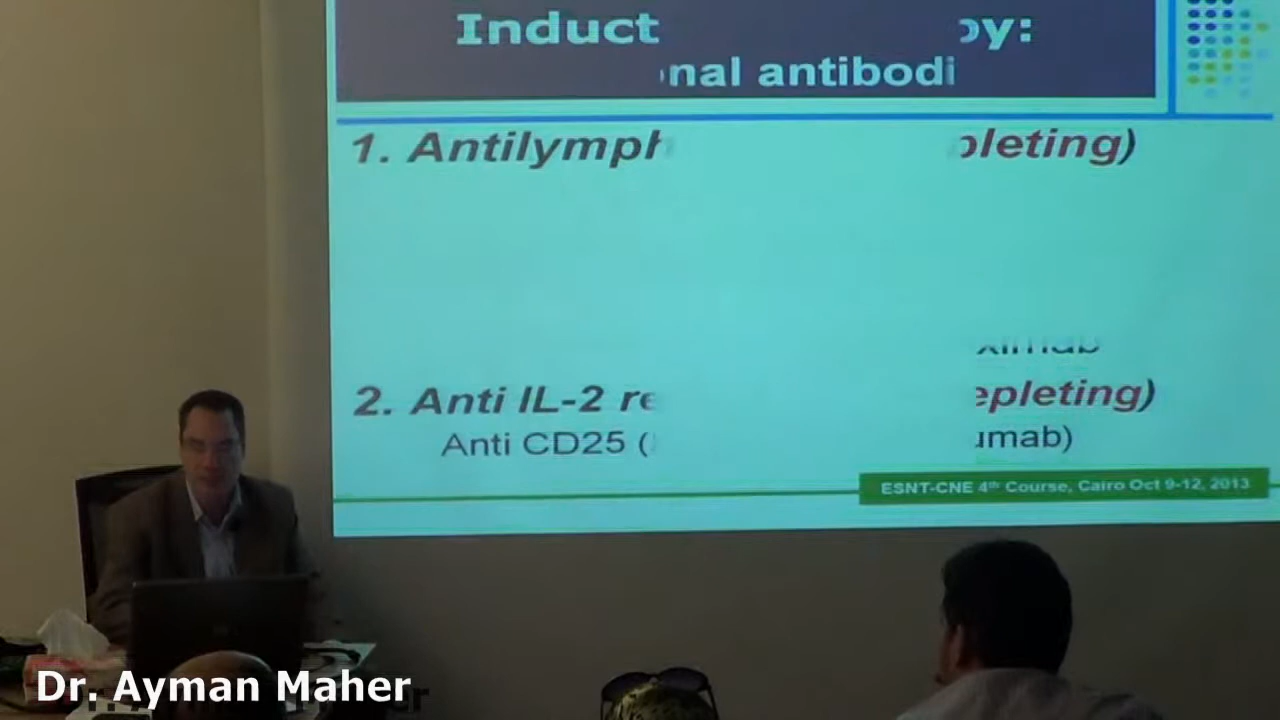 Induct py:
nal antibodi
1. Antilymph pleting)
ximab
2. Anti IL-2 re epleting)
Anti CD25 ( umab)
ESNT-CNE 4th Course, Cairo Oct 9-12, 2013
Dr. Ayman Maher